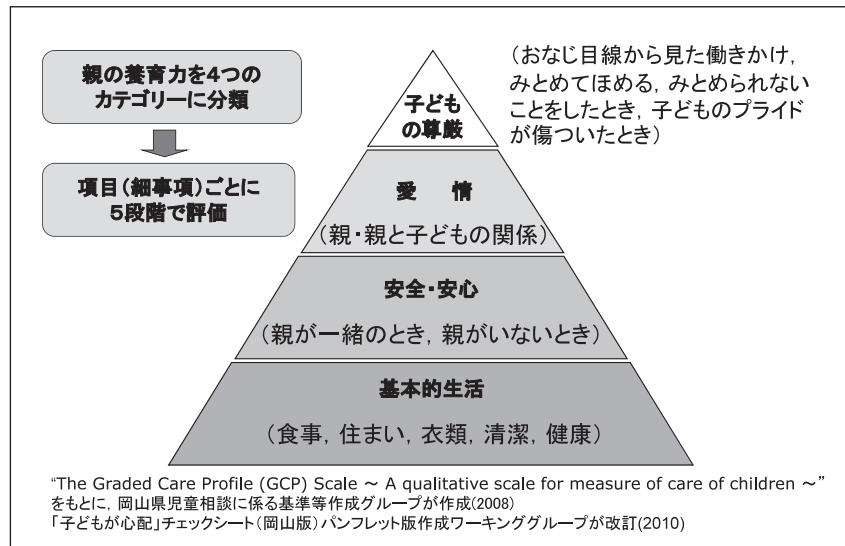 親の養育力を4つの
カテゴリーに分類
項目（細事項）ごとに
5段階で評価
子ども
の尊厳
（おなじ目線から見た働きかけ，
みとめてほめる，みとめられない
ことをしたとき，子どものプライド
が傷ついたとき）
愛　情
（親・親と子どもの関係）
安全・安心
（親が一緒のとき，親がいないとき）
基本的生活
（食事，住まい，衣類，清潔，健康）
“The Graded Care Profile (GCP) Scale ～ A qualitative scale for measure of care of children ～”
をもとに，岡山県児童相談に係る基準等作成グループが作成(2008)
「子どもが心配」チェックシート（岡山版）パンフレット版作成ワーキンググループが改訂(2010)